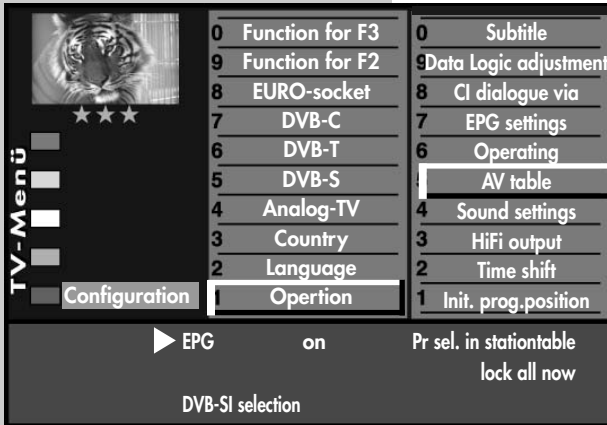 TV-Menü
Configuration
0 Function for F3
9 Function for F2
8 EURO-socket
7 DVB-C
6 DVB-T
5 DVB-S
4 Analog-TV
3 Country
2 Language
1 Opertion
0 Subtitle
9 Data Logic adjustment
8 CI dialogue via
7 EPG settings
6 Operating
5 AV table
4 Sound settings
3 HiFi output
2 Time shift
1 Init. prog.position
EPG on Pr sel. in stationtable
lock all now
DVB-SI selection